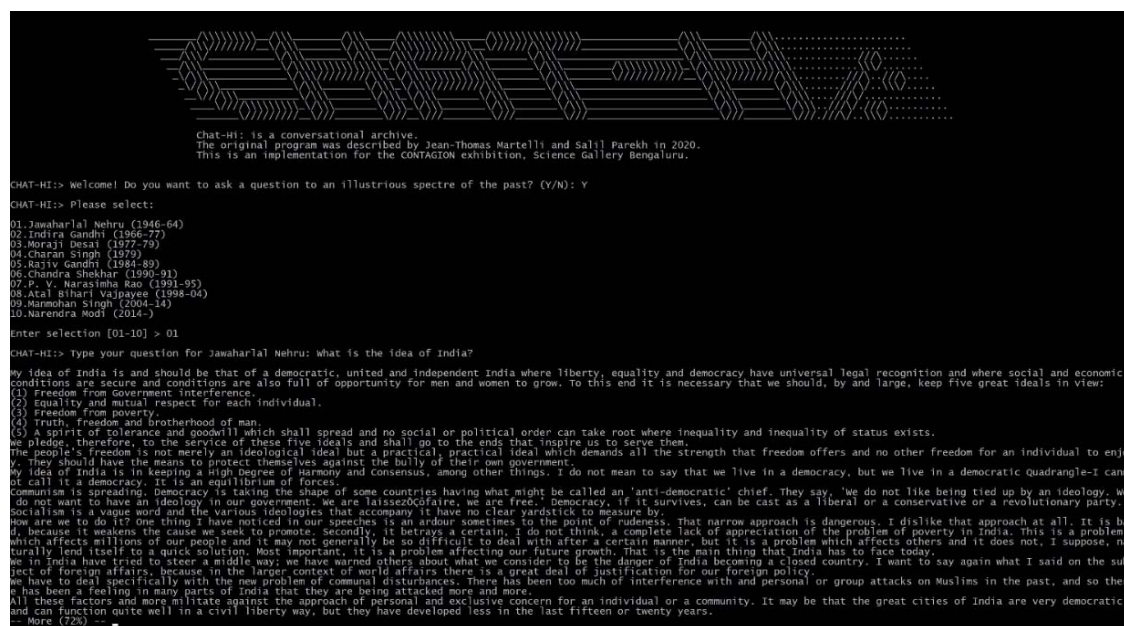 Chat-Hi: is a conversational archive.
The original program was described by Jean-Thomas Martelli and Salil Parekh in 2020.
This is an implementation for the CONTAGION exhibition, Science Gallery Bengaluru.
CHAT-HI:> Welcome! Do you want to ask a question to an illustrious spectre of the past? (Y/N): Y
CHAT-HI:> Please select:
01.Jawaharlal Nehru (1946-64)
02.Indira Gandhi (1966-77)
03.Moraji Desai (1977-79)
04.Charan Singh (1979)
05.Rajiv Gandhi (1984-89)
06.Chandra Shekhar (1990-91)
07.P. V. Narasimha Rao (1991-95)
08.Atal Bihari Vajpayee (1998-04)
09.Manmohan Singh (2004-14)
10.Narendra Modi (2014-)
Enter selection [01-10] > 01
CHAT-HI:> Type your question for Jawaharlal Nehru: What is the idea of India?
My idea of India is and should be that of a democratic, united and independent India where liberty, equality and democracy have universal legal recognition and where social and economic
conditions are secure and conditions are also full of opportunity for men and women to grow. To this end it is necessary that we should, by and large, keep five great ideals in view:
(1) Freedom from Government interference.
(2) Equality and mutual respect for each individual.
(3) Freedom from poverty.
(4) Truth, freedom and brotherhood of man.
(5) A spirit of tolerance and goodwill which shall spread and no social or political order can take root where inequality and inequality of status exists.
We pledge, therefore, to the service of these five ideals and shall go to the ends that inspire us to serve them.
The people's freedom is not merely an ideological ideal but a practical, practical ideal which demands all the strength that freedom offers and no other freedom for an individual to enj
y. They should have the means to protect themselves against the bully of their own government.
My idea of India is in keeping a High Degree of Harmony and Consensus, among other things. I do not mean to say that we live in a democracy, but we live in a democratic Quadrangle-I can
ot call it a democracy. It is an equilibrium of forces.
Communism is spreading. Democracy is taking the shape of some countries having what might be called an 'anti-democratic' chief. They say, 'We do not like being tied up by an ideology. W
do not want to have an ideology in our government. We are laissezÔÇôfaire, we are free.' Democracy, if it survives, can be cast as a liberal or a conservative or a revolutionary party.
Socialism is a vague word and the various ideologies that accompany it have no clear yardstick to measure by.
How are we to do it? One thing I have noticed in our speeches is an ardour sometimes to the point of rudeness. That narrow approach is dangerous. I dislike that approach at all. It is b
d, because it weakens the cause we seek to promote. Secondly, it betrays a certain, I do not think, a complete lack of appreciation of the problem of poverty in India. This is a problem
which affects millions of our people and it may not generally be so difficult to deal with after a certain manner, but it is a problem which affects others and it does not, I suppose, n
turally lend itself to a quick solution. Most important, it is a problem affecting our future growth. That is the main thing that India has to face today.
We in India have tried to steer a middle way; we have warned others about what we consider to be the danger of India becoming a closed country. I want to say again what I said on the su
ject of foreign affairs, because in the larger context of world affairs there is a great deal of justification for our foreign policy.
We have to deal specifically with the new problem of communal disturbances. There has been too much of interference with and personal or group attacks on Muslims in the past, and so the
e has been a feeling in many parts of India that they are being attacked more and more.
All these factors and more militate against the approach of personal and exclusive concern for an individual or a community. It may be that the great cities of India are very democratic
and can function quite well in a civil liberty way, but they have developed less in the last fifteen or twenty years.
-- More (72%) --